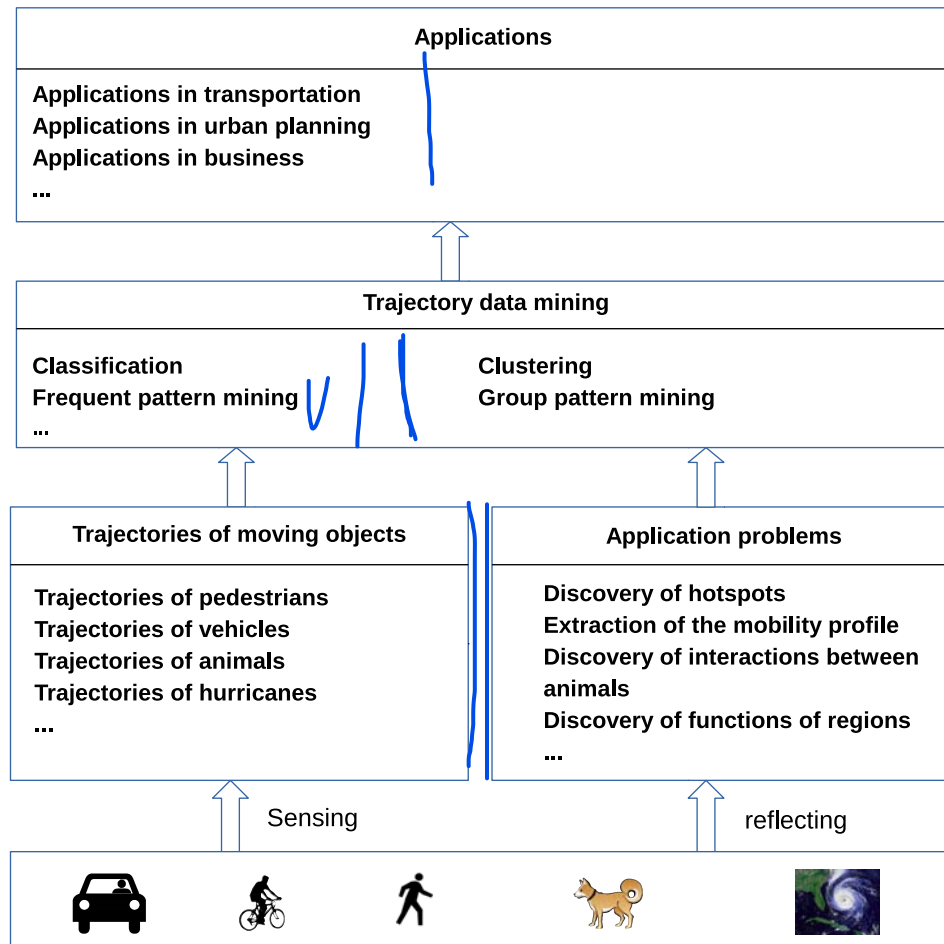 Applications
Applications in transportation
Applications in urban planning
Applications in business
...
Trajectory data mining
Classification
Frequent pattern mining
...
Clustering
Group pattern mining
Trajectories of moving objects
Trajectories of pedestrians
Trajectories of vehicles
Trajectories of animals
Trajectories of hurricanes
...
Application problems
Discovery of hotspots
Extraction of the mobility profile
Discovery of interactions between
animals
Discovery of functions of regions
...
Sensing
reflecting